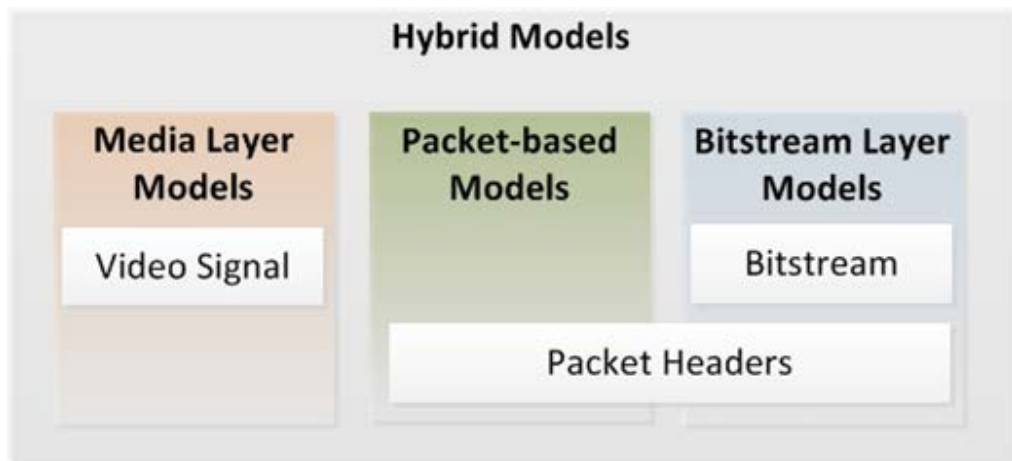 Hybrid Models
Media Layer
Models
Video Signal
Packet-based
Models
Bitstream Layer
Models
Bitstream
Packet Headers